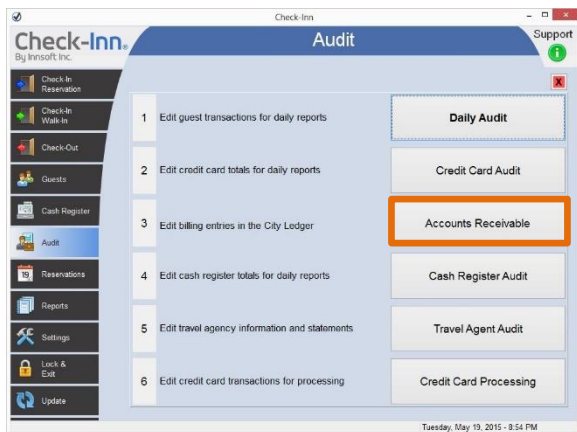 Check-Inn
Check-Inn®
By Innsoft Inc.
Audit
Support
Check-In
Reservation
Check-In
Walk-In
Check-Out
Guests
Cash Register
Audit
19
Reservations
Reports
Settings
Lock &
Exit
Update
X
1 Edit guest transactions for daily reports Daily Audit
2 Edit credit card totals for daily reports Credit Card Audit
3 Edit billing entries in the City Ledger Accounts Receivable
4 Edit cash register totals for daily reports Cash Register Audit
5 Edit travel agency information and statements Travel Agent Audit
6 Edit credit card transactions for processing Credit Card Processing
Tuesday, May 19, 2015 - 8:54 PM